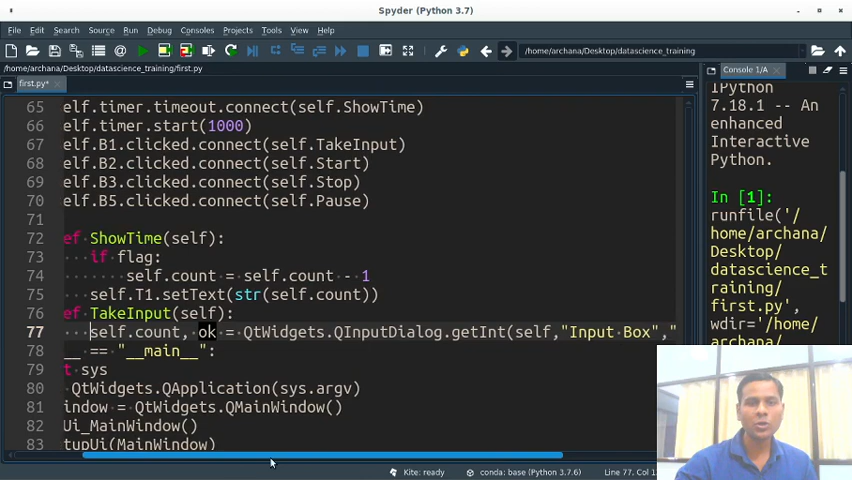 Spyder (Python 3.7)
File Edit Search Source Run Debug Consoles Projects Tools View Help
/home/archana/Desktop/datascience_training
/home/archana/Desktop/datascience_training/first.py
first.py*
Console 1/A
65 elf.timer.timeout.connect(self.ShowTime)
66 elf.timer.start(1000)
67 elf.B1.clicked.connect(self.TakeInput)
68 elf.B2.clicked.connect(self.Start)
69 elf.B3.clicked.connect(self.Stop)
70 elf.B5.clicked.connect(self.Pause)
71
72 ef ShowTime(self):
73 if flag:
74 self.count = self.count - 1
75 self.T1.setText(str(self.count))
76 ef TakeInput(self):
77 self.count, ok = QtWidgets.QInputDialog.getInt(self,"Input Box","
78 __ == "__main__":
79 t sys
80 QtWidgets.QApplication(sys.argv)
81 indow = QtWidgets.QMainWindow()
82 Ui_MainWindow()
83 tupUi(MainWindow)
IPython
7.18.1 -- An
enhanced
Interactive
Python.
In [1]:
runfile('/
home/archana/
Desktop/
datascience_t
raining/
first.py',
wdir='/
Kite: ready
conda: base (Python 3.7.6)
Line 77, Col 1